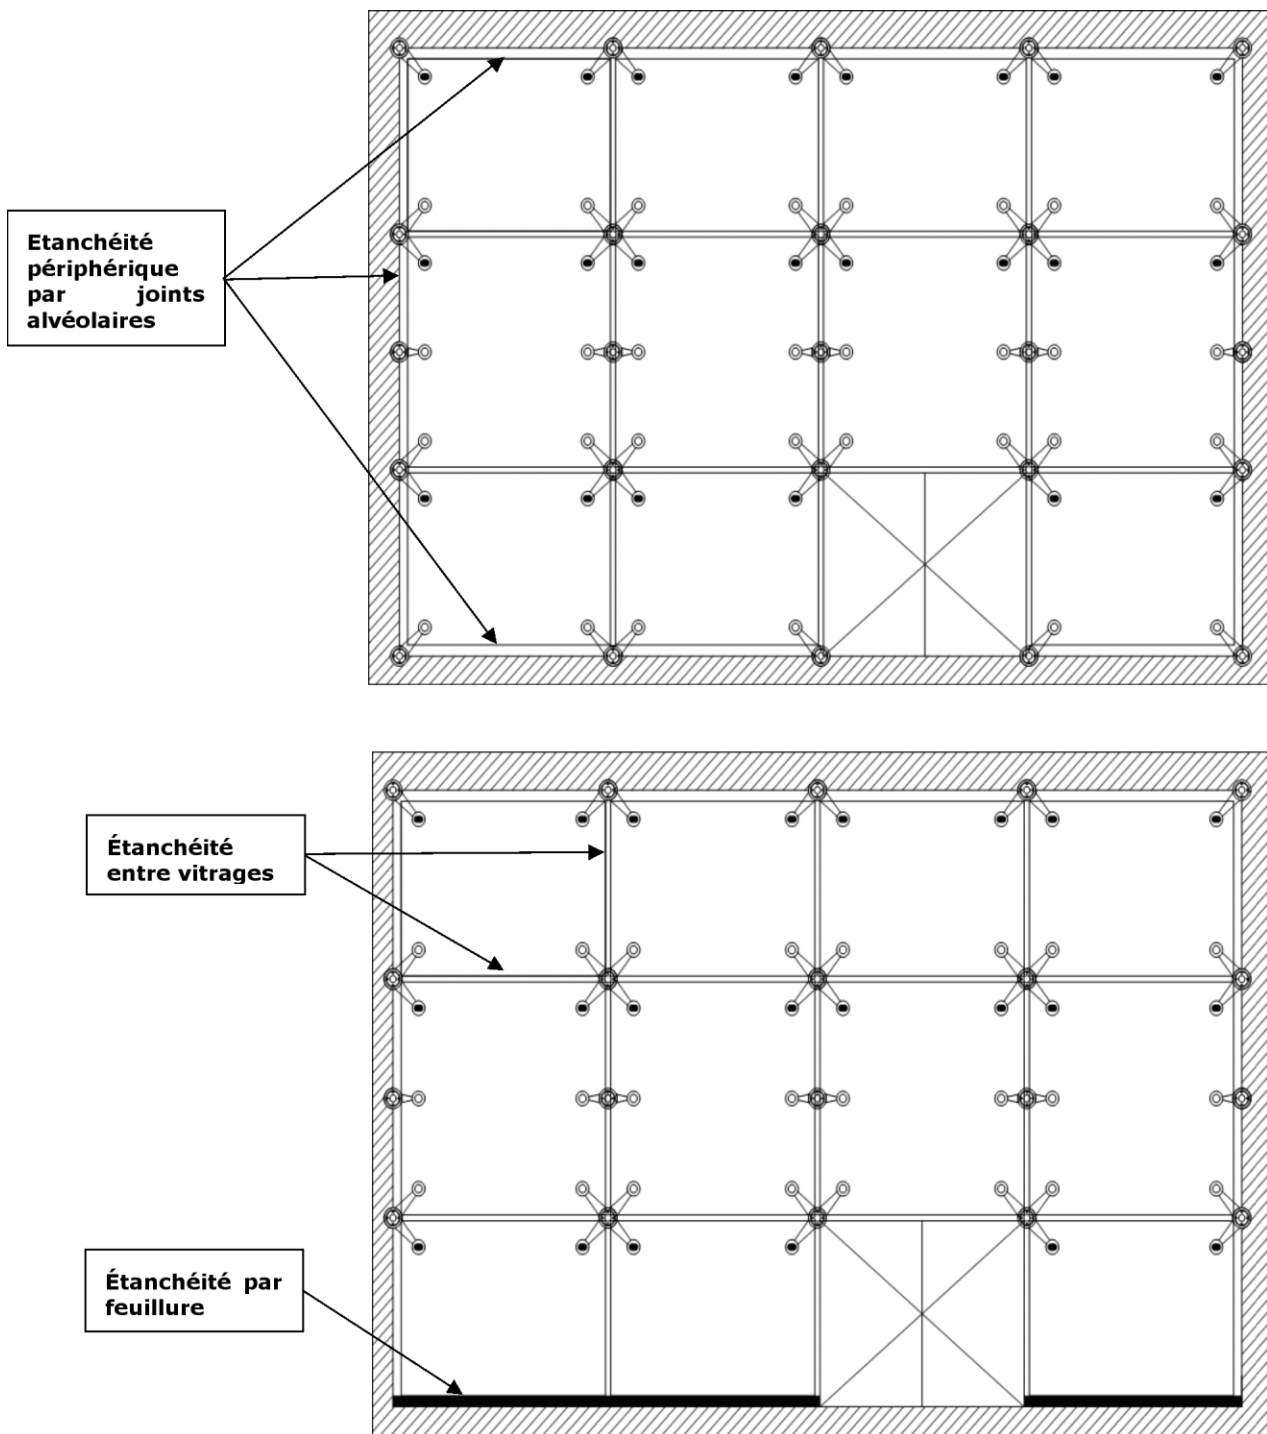 Etanchéité
périphérique
par joints
alvéolaires
Étanchéité
entre vitrages
Étanchéité par
feuillure